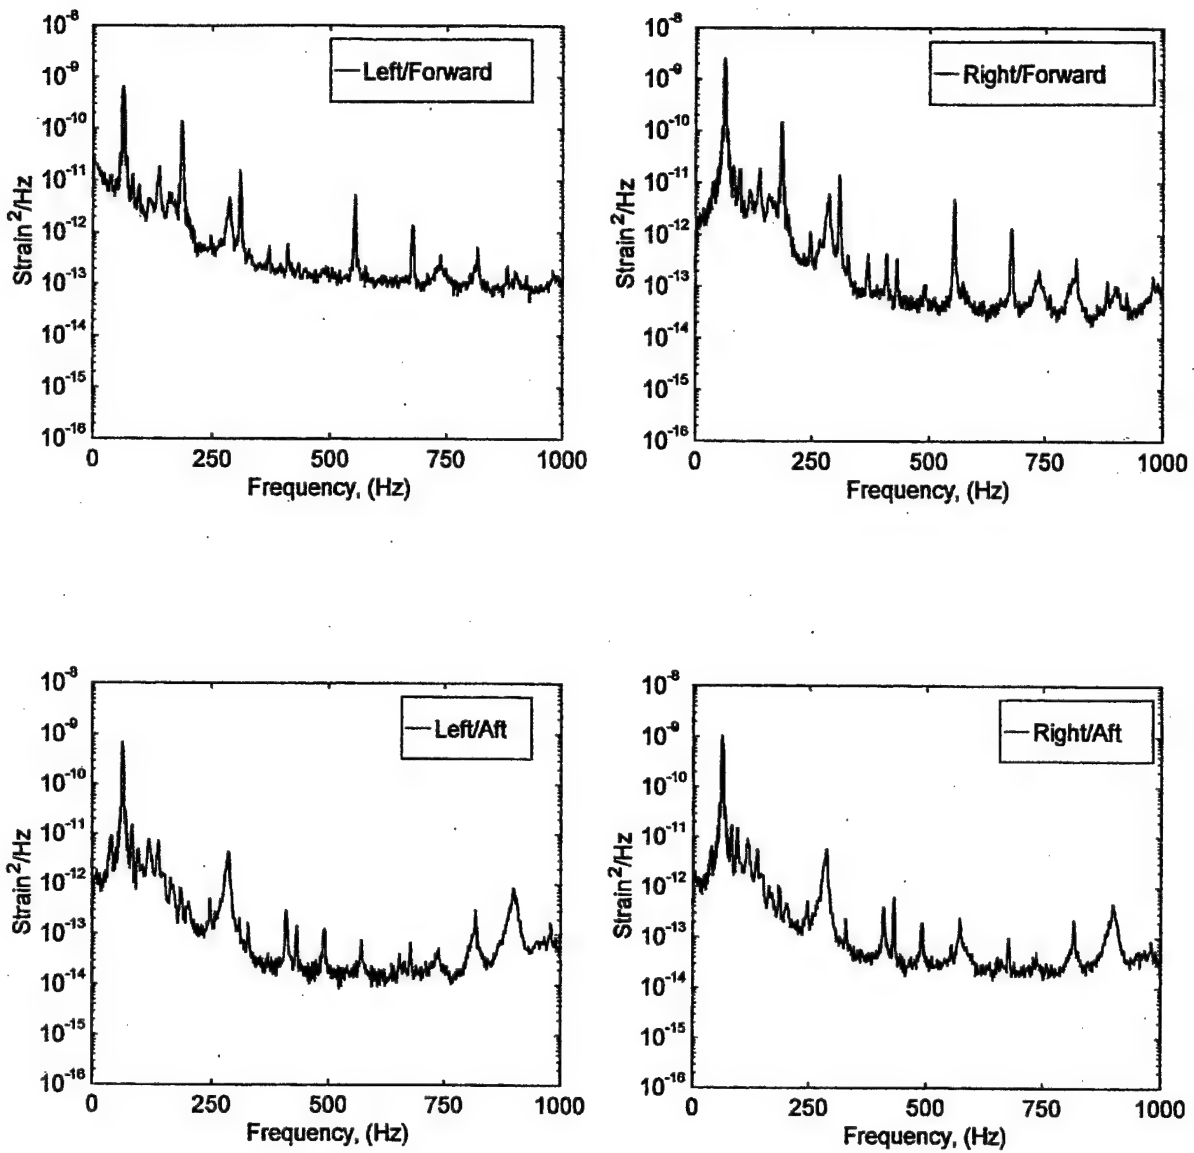 Left/Forward
10⁻⁸
10⁻⁹
10⁻¹⁰
10⁻¹¹
10⁻¹²
10⁻¹³
10⁻¹⁴
10⁻¹⁵
10⁻¹⁶
Strain²/Hz
0 250 500 750 1000
Frequency, (Hz)
Right/Forward
10⁻⁸
10⁻⁹
10⁻¹⁰
10⁻¹¹
10⁻¹²
10⁻¹³
10⁻¹⁴
10⁻¹⁵
10⁻¹⁶
Strain²/Hz
0 250 500 750 1000
Frequency, (Hz)
Left/Aft
10⁻⁸
10⁻⁹
10⁻¹⁰
10⁻¹¹
10⁻¹²
10⁻¹³
10⁻¹⁴
10⁻¹⁵
10⁻¹⁶
Strain²/Hz
0 250 500 750 1000
Frequency, (Hz)
Right/Aft
10⁻⁸
10⁻⁹
10⁻¹⁰
10⁻¹¹
10⁻¹²
10⁻¹³
10⁻¹⁴
10⁻¹⁵
10⁻¹⁶
Strain²/Hz
0 250 500 750 1000
Frequency, (Hz)